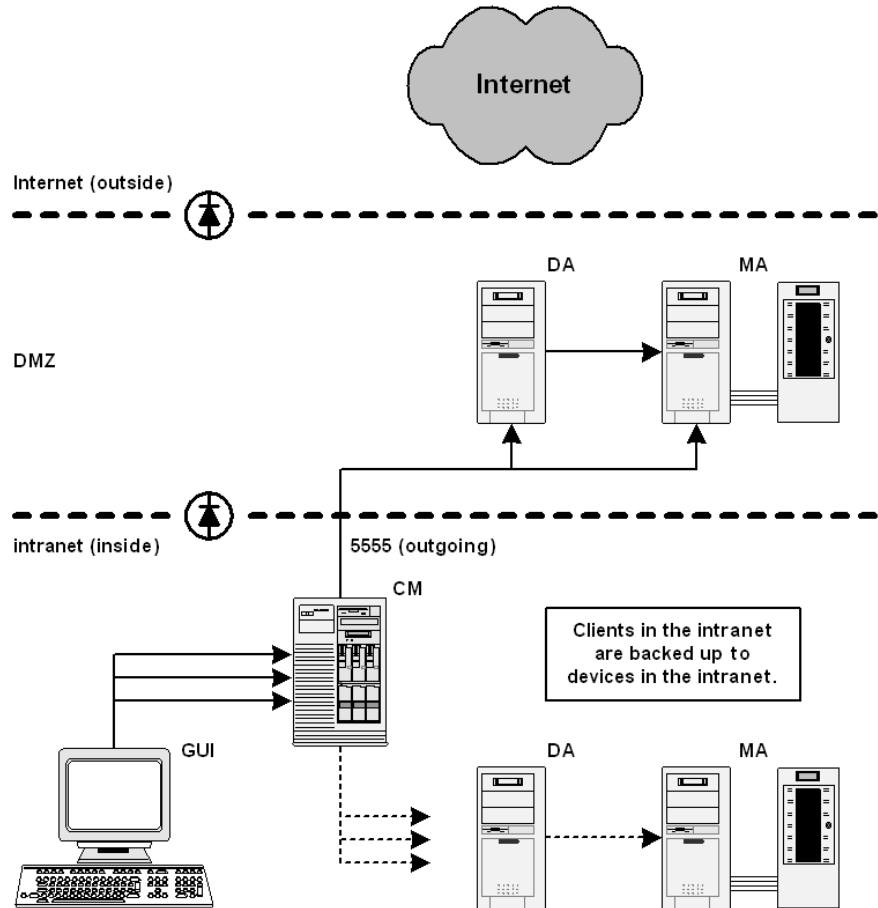 Internet
Internet (outside)
DA
MA
DMZ
intranet (inside)
5555 (outgoing)
CM
Clients in the intranet
are backed up to
devices in the intranet.
GUI
DA
MA